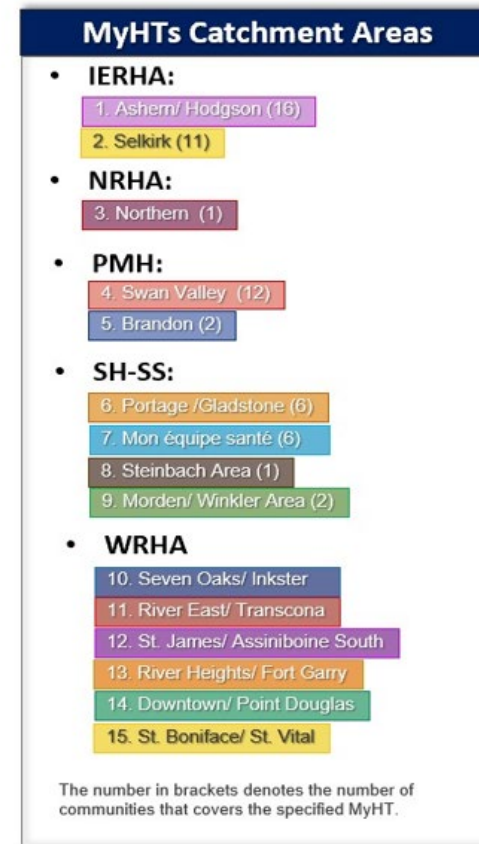 MyHTs Catchment Areas
• IERHA:
1. Ashern/ Hodgson (16)
2. Selkirk (11)
• NRHA:
3. Northern (1)
• PMH:
4. Swan Valley (12)
5. Brandon (2)
• SH-SS:
6. Portage /Gladstone (6)
7. Mon équipe santé (6)
8. Steinbach Area (1)
9. Morden/ Winkler Area (2)
• WRHA
10. Seven Oaks/ Inkster
11. River East/ Transcona
12. St. James/ Assiniboine South
13. River Heights/ Fort Garry
14. Downtown/ Point Douglas
15. St. Boniface/ St. Vital
The number in brackets denotes the number of
communities that covers the specified MyHT.